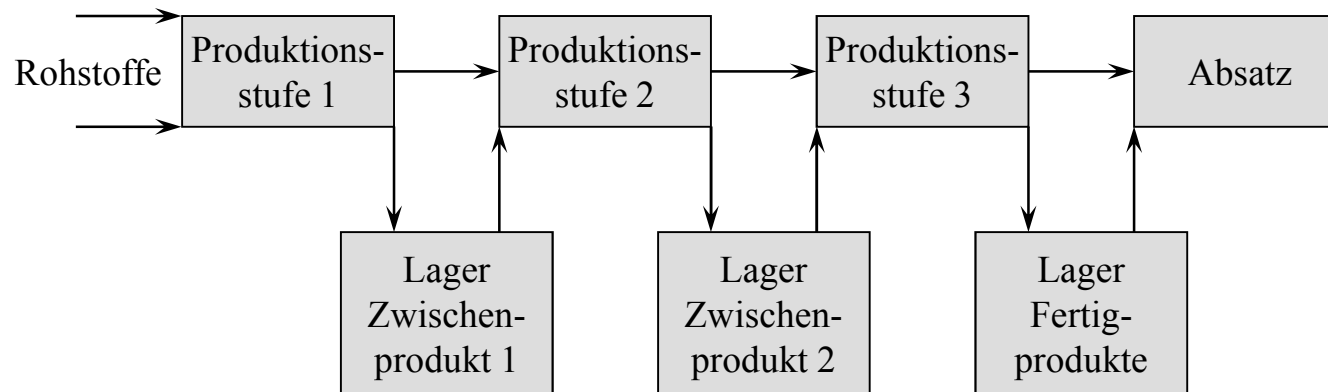 Rohstoffe
Produktions-
stufe 1
Produktions-
stufe 2
Produktions-
stufe 3
Absatz
Lager
Zwischen-
produkt 1
Lager
Zwischen-
produkt 2
Lager
Fertig-
produkte